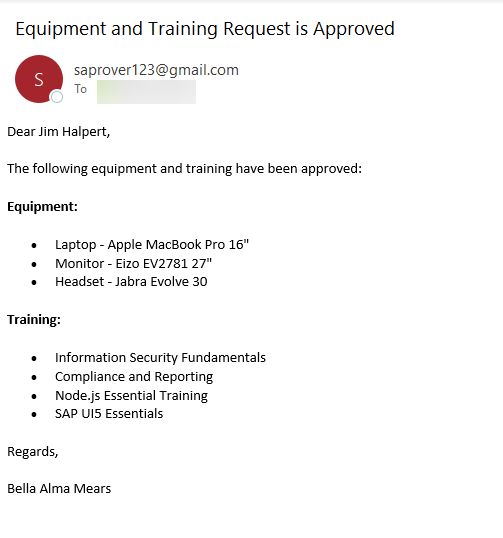 Equipment and Training Request is Approved
S
saprover123@gmail.com
To
Dear Jim Halpert,
The following equipment and training have been approved:
Equipment:
• Laptop - Apple MacBook Pro 16"
• Monitor - Eizo EV2781 27"
• Headset - Jabra Evolve 30
Training:
• Information Security Fundamentals
• Compliance and Reporting
• Node.js Essential Training
• SAP UI5 Essentials
Regards,
Bella Alma Mears